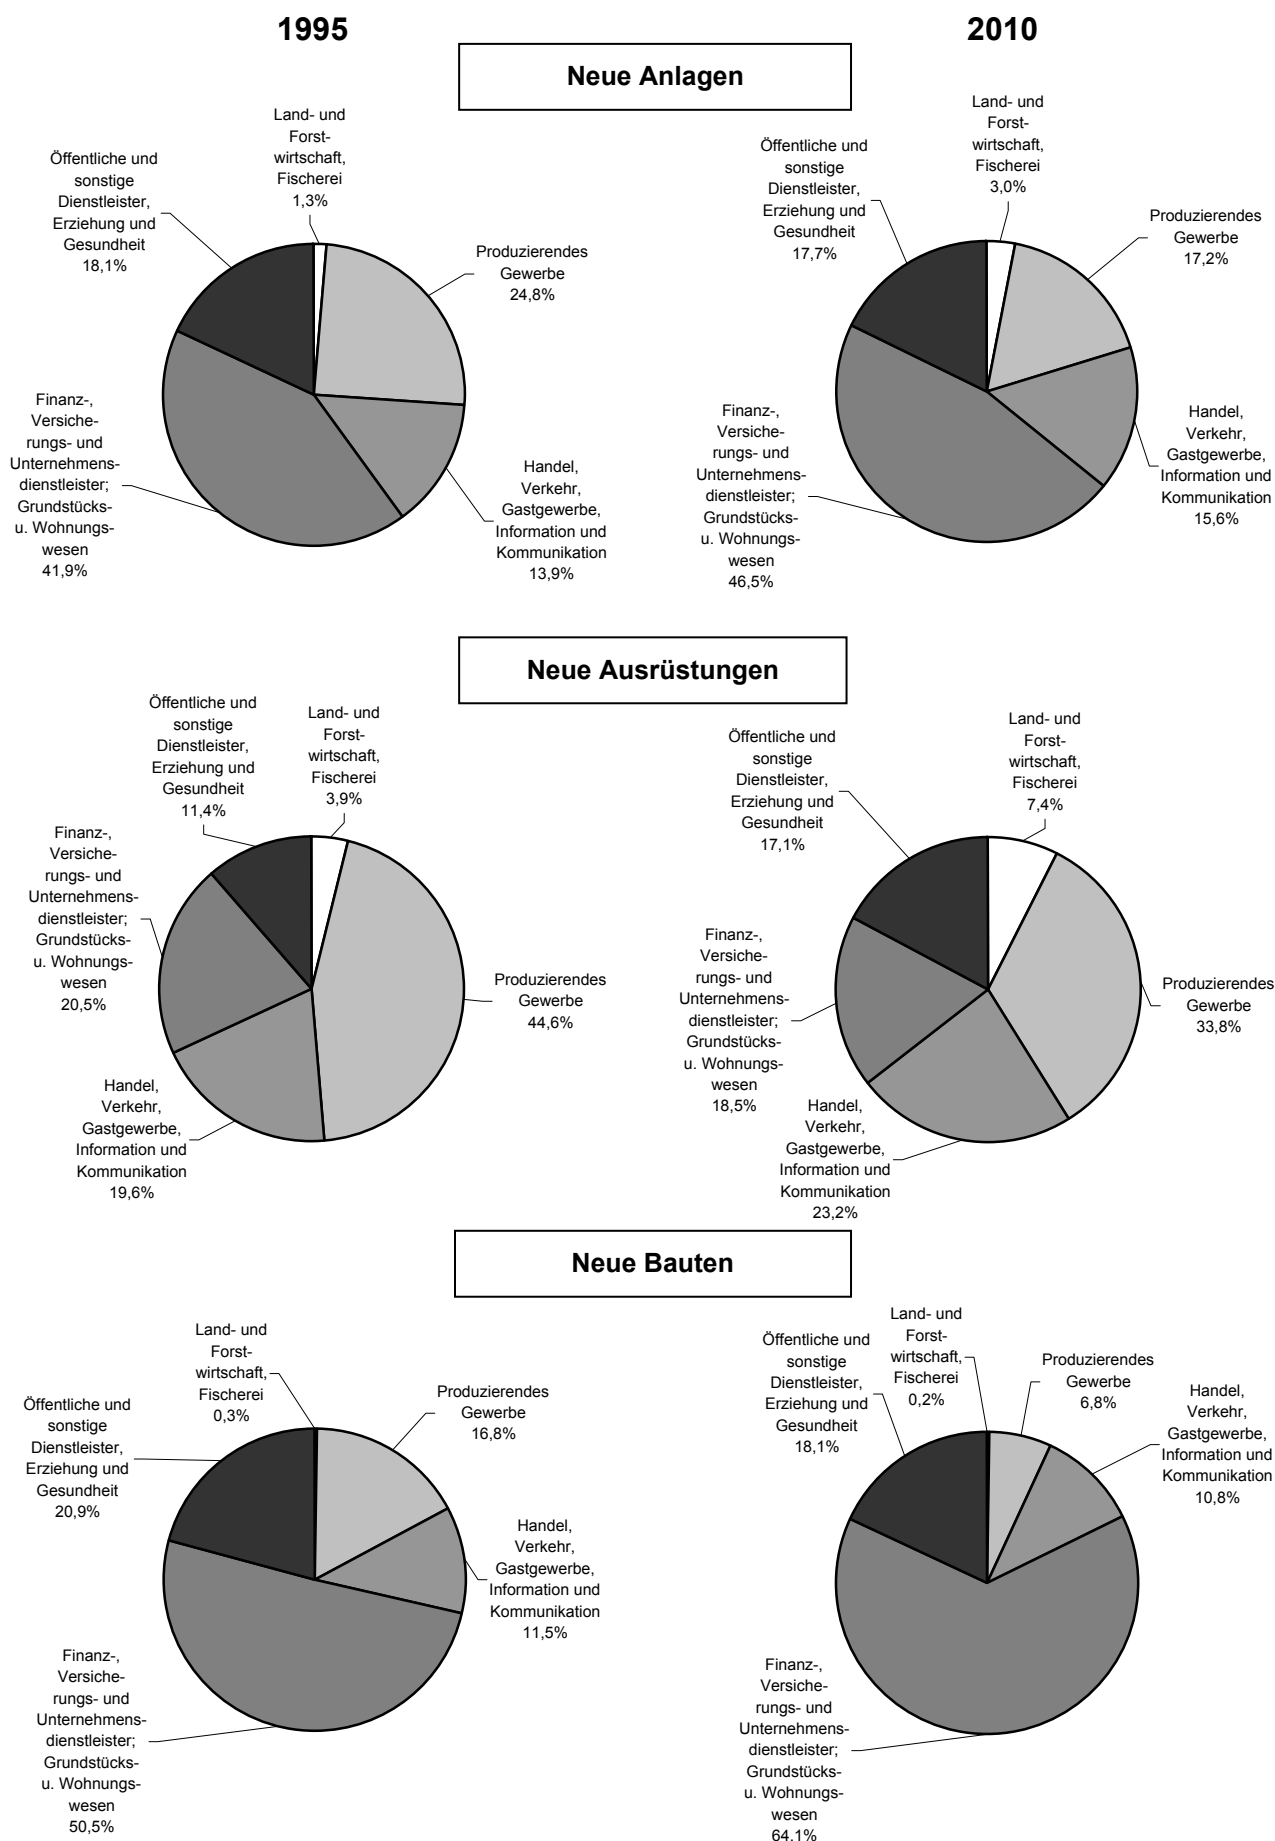 1995
2010
Neue Anlagen
Land- und
Forst-
wirtschaft,
Fischerei
1,3%
Öffentliche und
sonstige
Dienstleister,
Erziehung und
Gesundheit
18,1%
Produzierendes
Gewerbe
24,8%
Finanz-,
Versiche-
rungs- und
Unternehmens-
dienstleister;
Grundstücks-
u. Wohnungs-
wesen
41,9%
Handel,
Verkehr,
Gastgewerbe,
Information und
Kommunikation
13,9%
Land- und
Forst-
wirtschaft,
Fischerei
3,0%
Öffentliche und
sonstige
Dienstleister,
Erziehung und
Gesundheit
17,7%
Produzierendes
Gewerbe
17,2%
Finanz-,
Versiche-
rungs- und
Unternehmens-
dienstleister;
Grundstücks-
u. Wohnungs-
wesen
46,5%
Handel,
Verkehr,
Gastgewerbe,
Information und
Kommunikation
15,6%
Neue Ausrüstungen
Öffentliche und
sonstige
Dienstleister,
Erziehung und
Gesundheit
11,4%
Land- und
Forst-
wirtschaft,
Fischerei
3,9%
Finanz-,
Versiche-
rungs- und
Unternehmens-
dienstleister;
Grundstücks-
u. Wohnungs-
wesen
20,5%
Produzierendes
Gewerbe
44,6%
Handel,
Verkehr,
Gastgewerbe,
Information und
Kommunikation
19,6%
Land- und
Forst-
wirtschaft,
Fischerei
7,4%
Öffentliche und
sonstige
Dienstleister,
Erziehung und
Gesundheit
17,1%
Finanz-,
Versiche-
rungs- und
Unternehmens-
dienstleister;
Grundstücks-
u. Wohnungs-
wesen
18,5%
Produzierendes
Gewerbe
33,8%
Handel,
Verkehr,
Gastgewerbe,
Information und
Kommunikation
23,2%
Neue Bauten
Land- und
Forst-
wirtschaft,
Fischerei
0,3%
Öffentliche und
sonstige
Dienstleister,
Erziehung und
Gesundheit
20,9%
Produzierendes
Gewerbe
16,8%
Handel,
Verkehr,
Gastgewerbe,
Information und
Kommunikation
11,5%
Finanz-,
Versiche-
rungs- und
Unternehmens-
dienstleister;
Grundstücks-
u. Wohnungs-
wesen
50,5%
Land- und
Forst-
wirtschaft,
Fischerei
0,2%
Öffentliche und
sonstige
Dienstleister,
Erziehung und
Gesundheit
18,1%
Produzierendes
Gewerbe
6,8%
Handel,
Verkehr,
Gastgewerbe,
Information und
Kommunikation
10,8%
Finanz-,
Versiche-
rungs- und
Unternehmens-
dienstleister;
Grundstücks-
u. Wohnungs-
wesen
64,1%